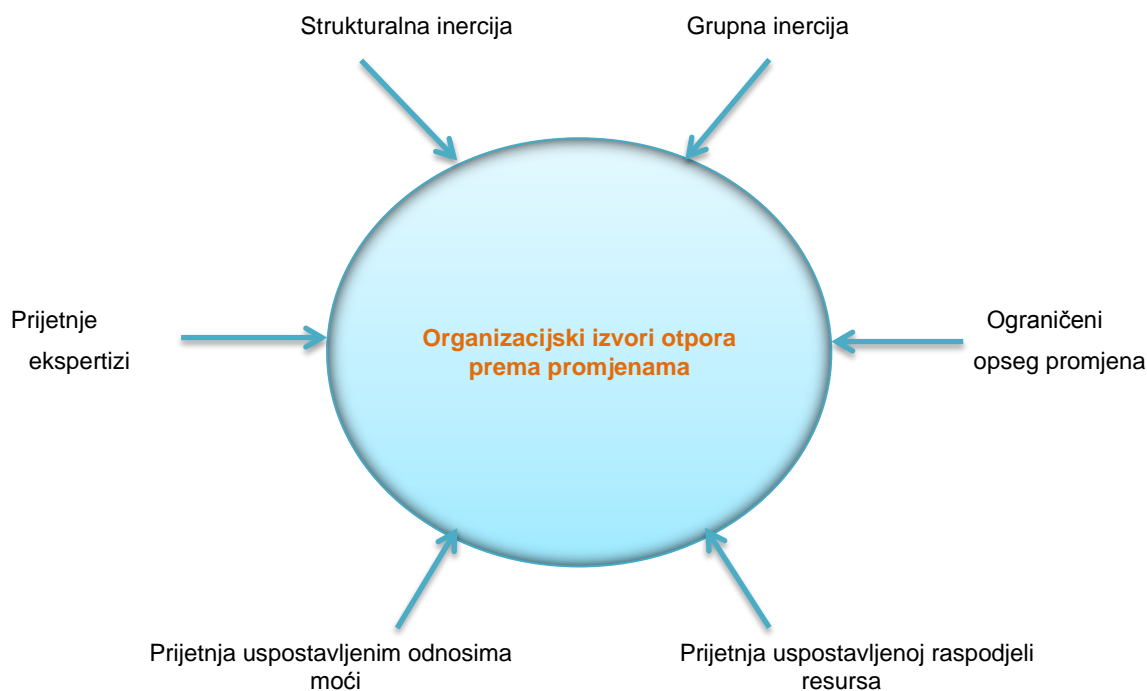 Strukturalna inercija
Grupna inercija
Prijetnje
ekspertizi
Organizacijski izvori otpora
prema promjenama
Ograničeni
opseg promjena
Prijetnja uspostavljenim odnosima
moći
Prijetnja uspostavljenoj raspodjeli
resursa